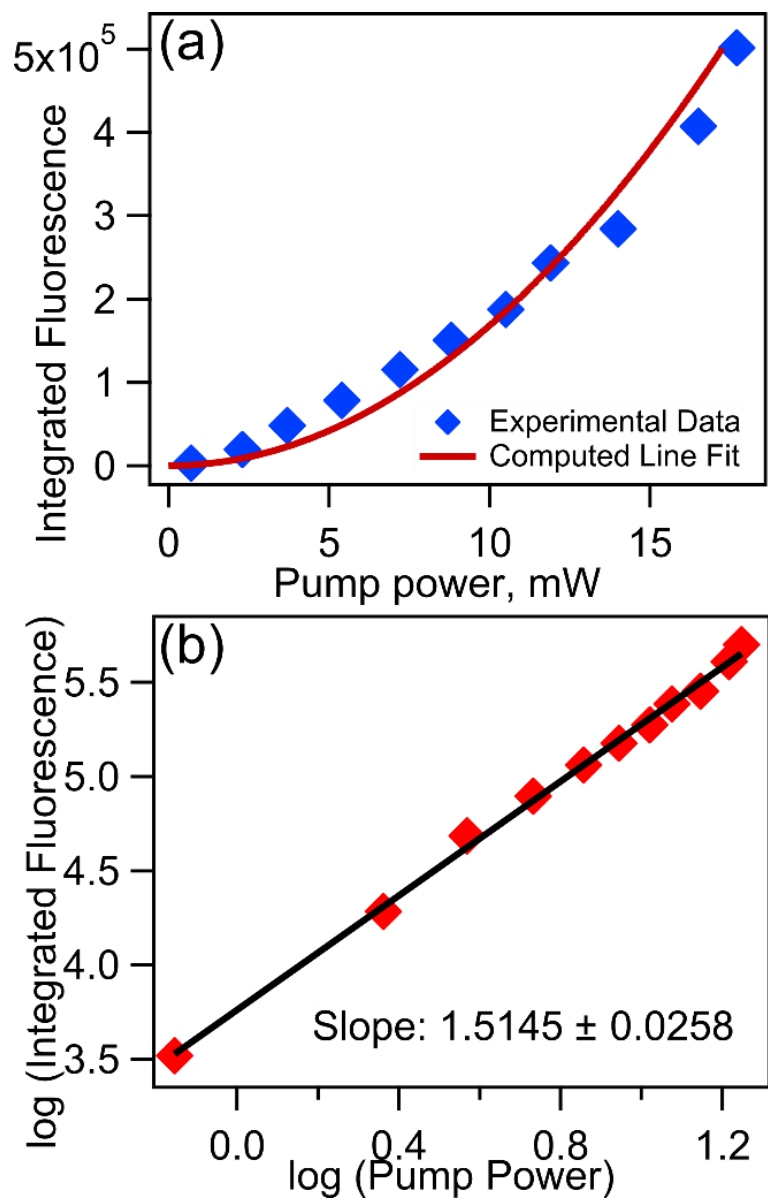 (a)
5x10⁵
4
3
2
1
0
Integrated Fluorescence
Experimental Data
Computed Line Fit
0 5 10 15
Pump power, mW
(b)
5.5
5.0
4.5
4.0
3.5
log (Integrated Fluorescence)
Slope: 1.5145 ± 0.0258
0.0 0.4 0.8 1.2
log (Pump Power)